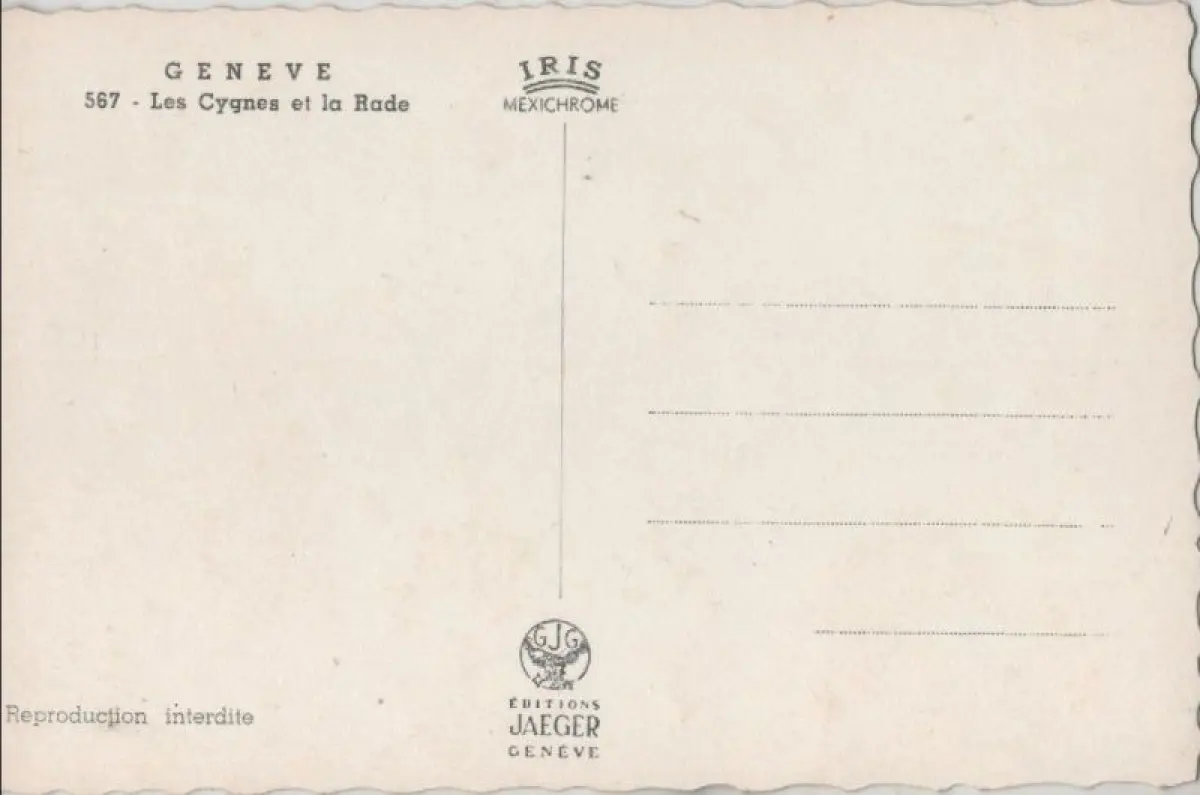 GENEVE
567 - Les Cygnes et la Rade
IRIS
MEXICHROME
GJG
ÉDITIONS
JAEGER
GENÈVE
Reproduction interdite